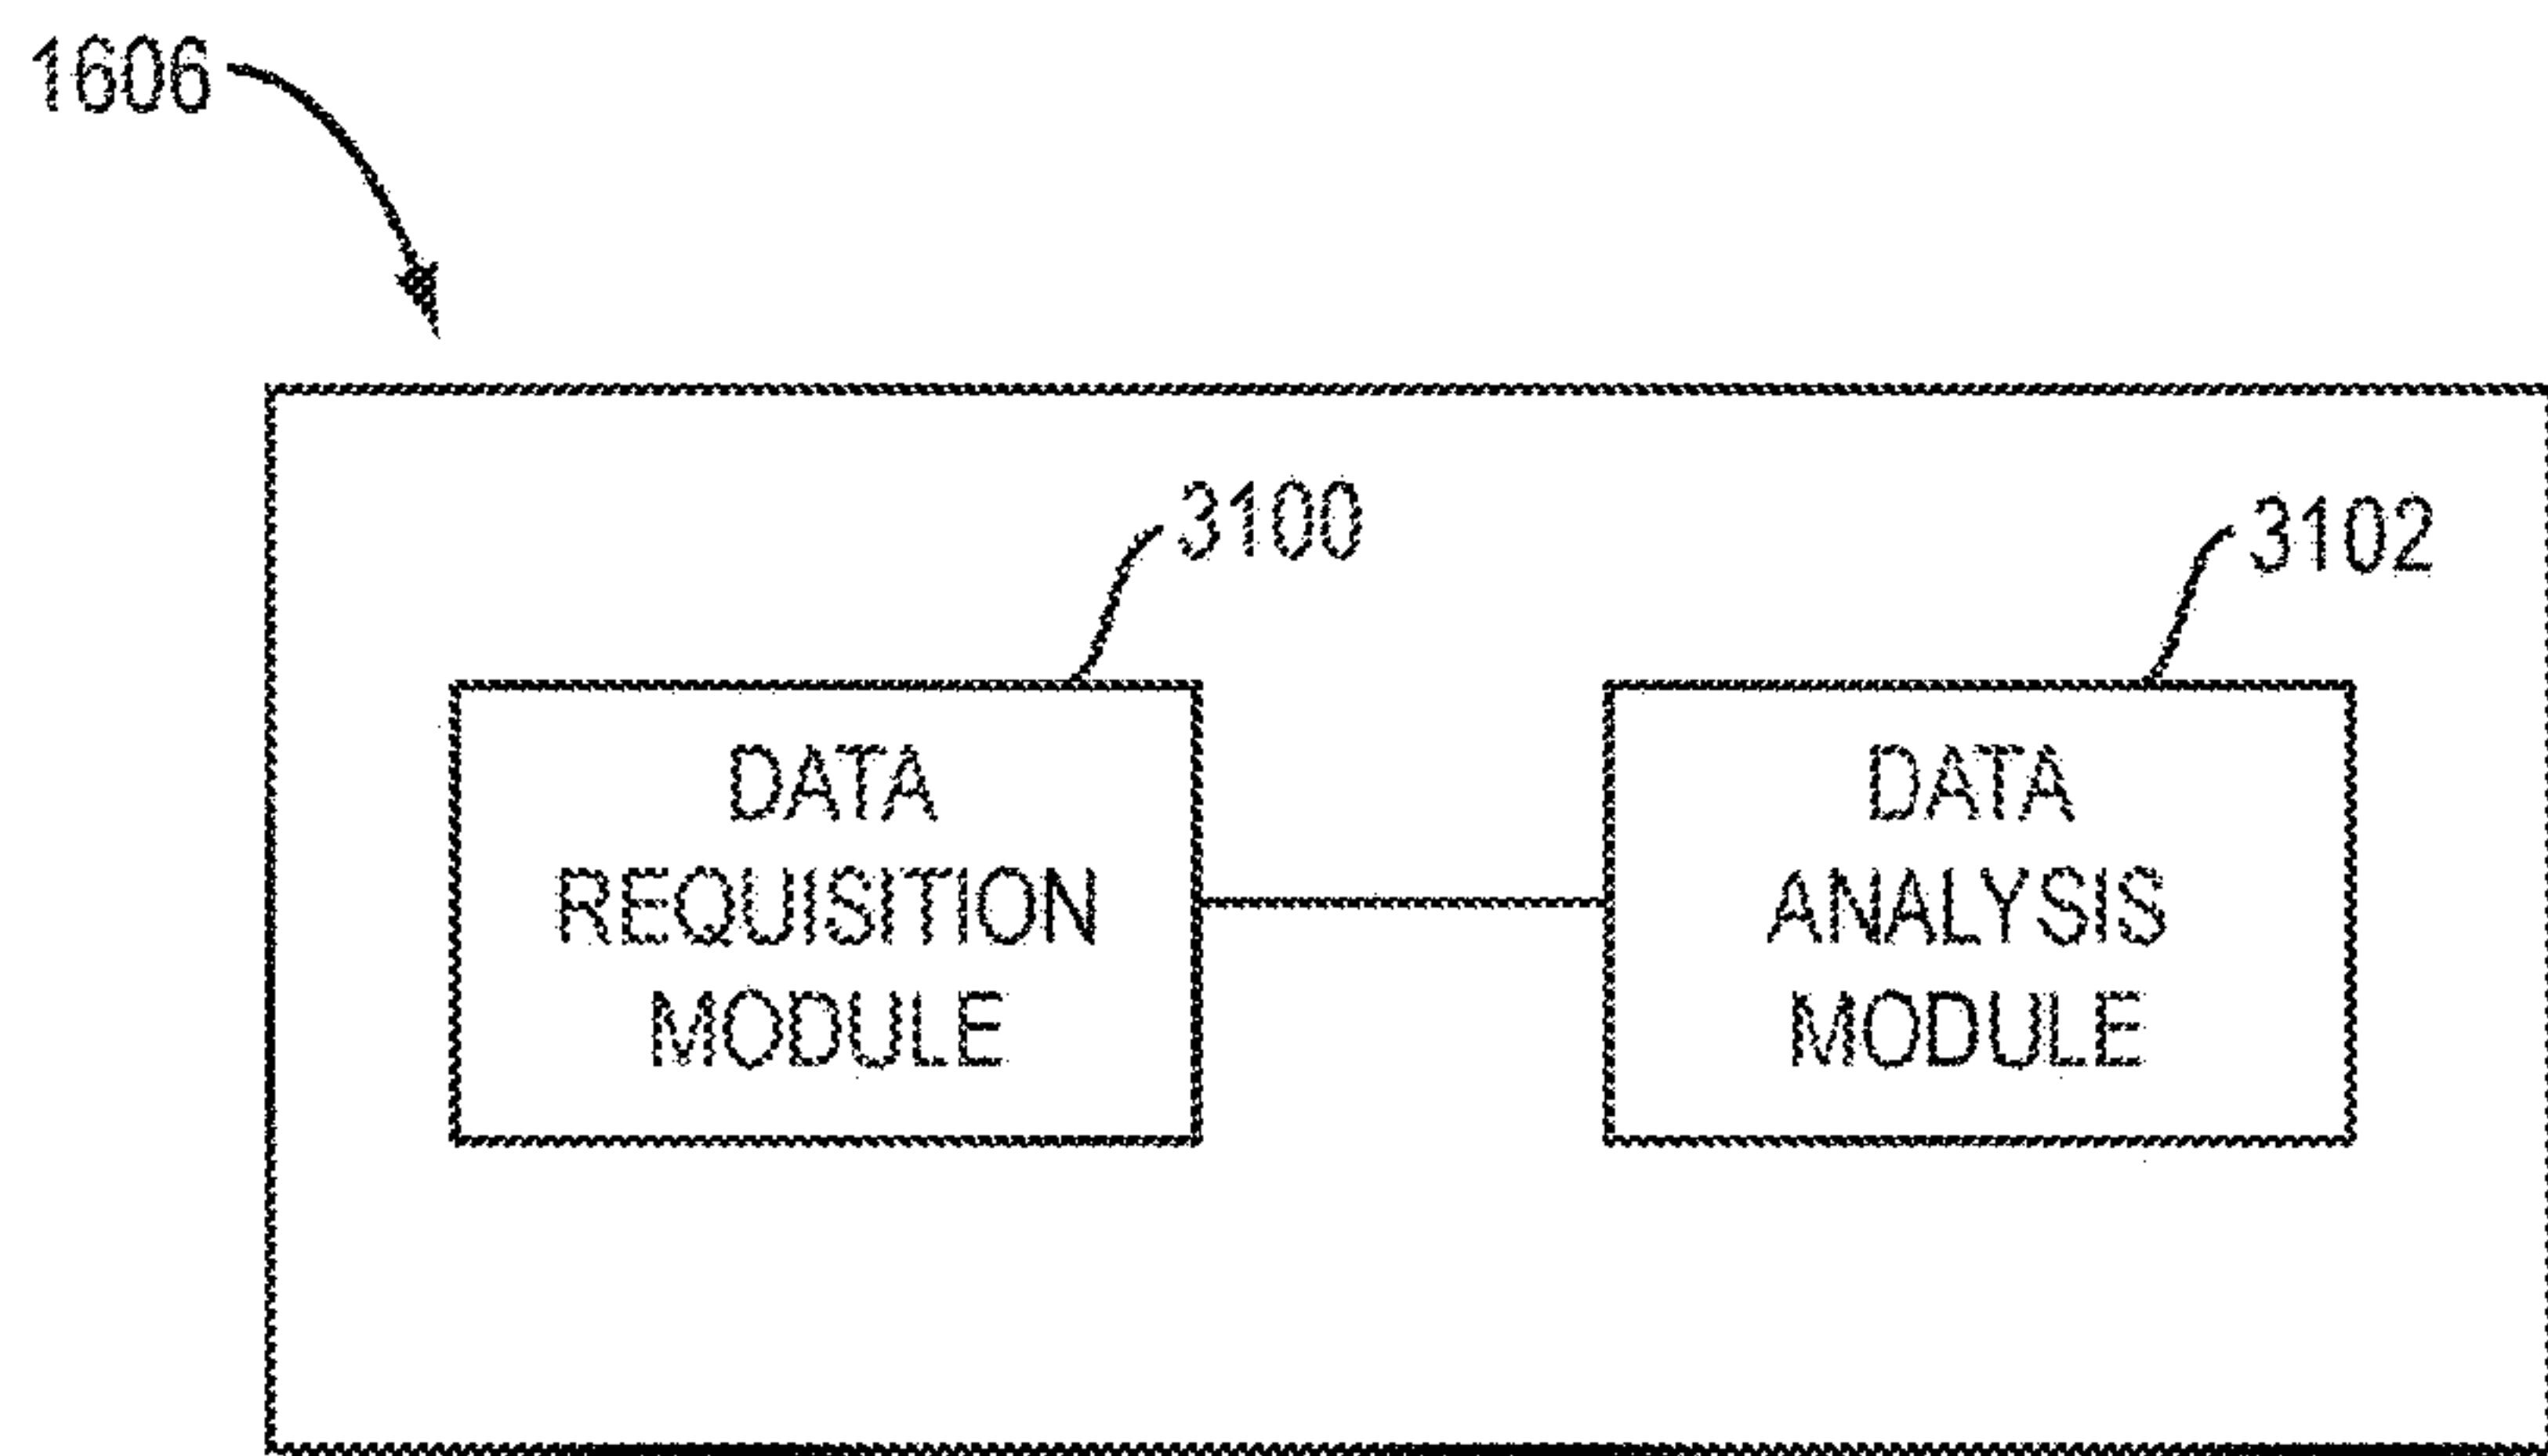 1606
3100
3102
DATA
REQUISITION
MODULE
DATA
ANALYSIS
MODULE